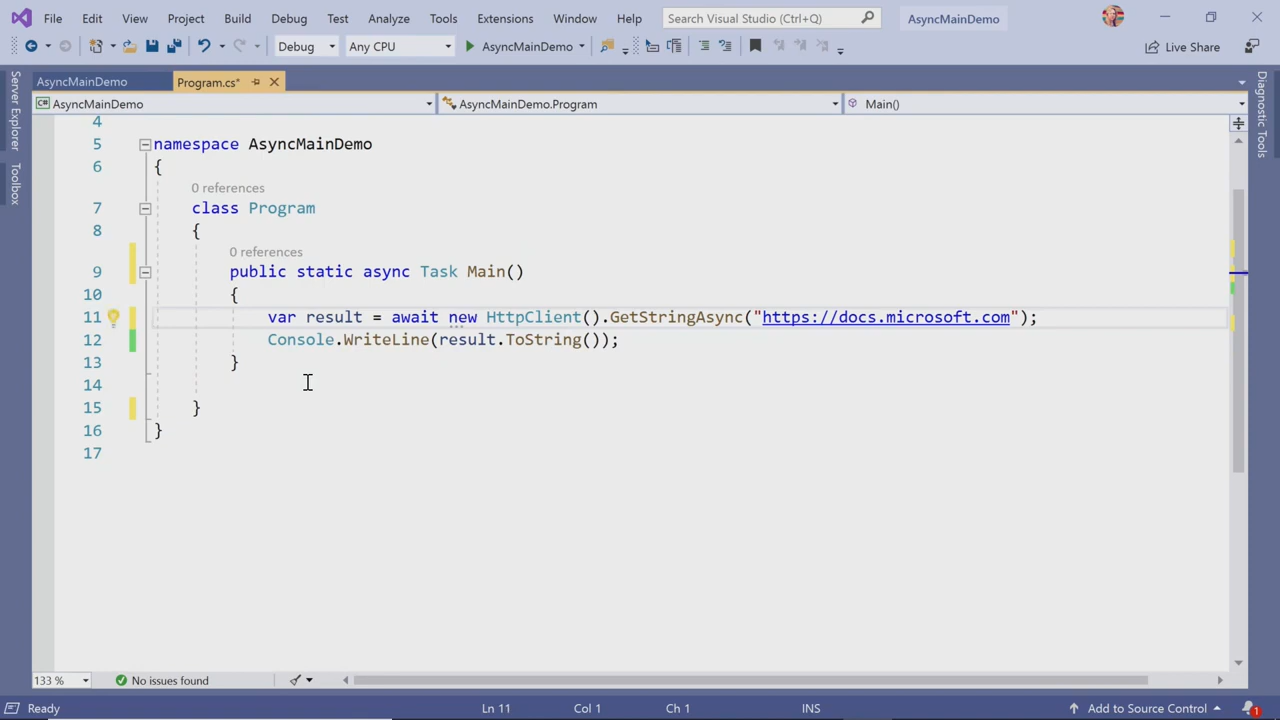 File Edit View Project Build Debug Test Analyze Tools Extensions Window Help Search Visual Studio (Ctrl+Q) AsyncMainDemo
Debug Any CPU AsyncMainDemo Live Share
AsyncMainDemo Program.cs*
AsyncMainDemo AsyncMainDemo.Program Main()
Server Explorer
Toolbox
Diagnostic Tools
4
5 namespace AsyncMainDemo
6 {
0 references
7 class Program
8 {
0 references
9 public static async Task Main()
10 {
11 var result = await new HttpClient().GetStringAsync("https://docs.microsoft.com");
12 Console.WriteLine(result.ToString());
13 }
14
15 }
16 }
17
133 % No issues found
Ready Ln 11 Col 1 Ch 1 INS Add to Source Control 1